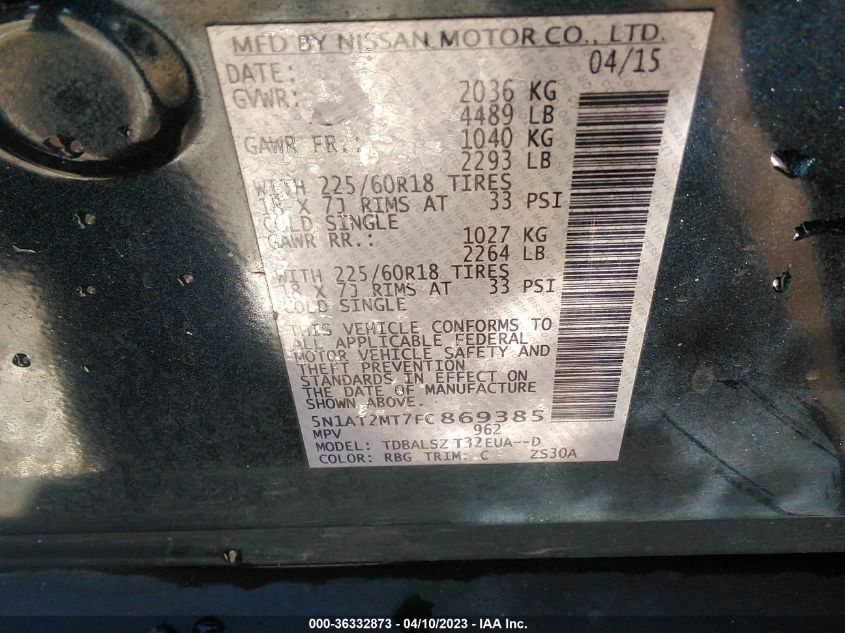 MFD BY NISSAN MOTOR CO., LTD.
DATE: 04/15
GVWR: 2036 KG
4489 LB
GAWR FR.: 1040 KG
2293 LB
WITH 225/60R18 TIRES
18 X 7J RIMS AT 33 PSI
COLD SINGLE
GAWR RR.: 1027 KG
2264 LB
WITH 225/60R18 TIRES
18 X 7J RIMS AT 33 PSI
COLD SINGLE
THIS VEHICLE CONFORMS TO
ALL APPLICABLE FEDERAL
MOTOR VEHICLE SAFETY AND
THEFT PREVENTION
STANDARDS IN EFFECT ON
THE DATE OF MANUFACTURE
SHOWN ABOVE.
5N1AT2MT7FC869385
MPV 962
MODEL: TDBALSZ T32EUA--D
COLOR: RBG TRIM: C ZS30A
000-36332873 - 04/10/2023 - IAA Inc.